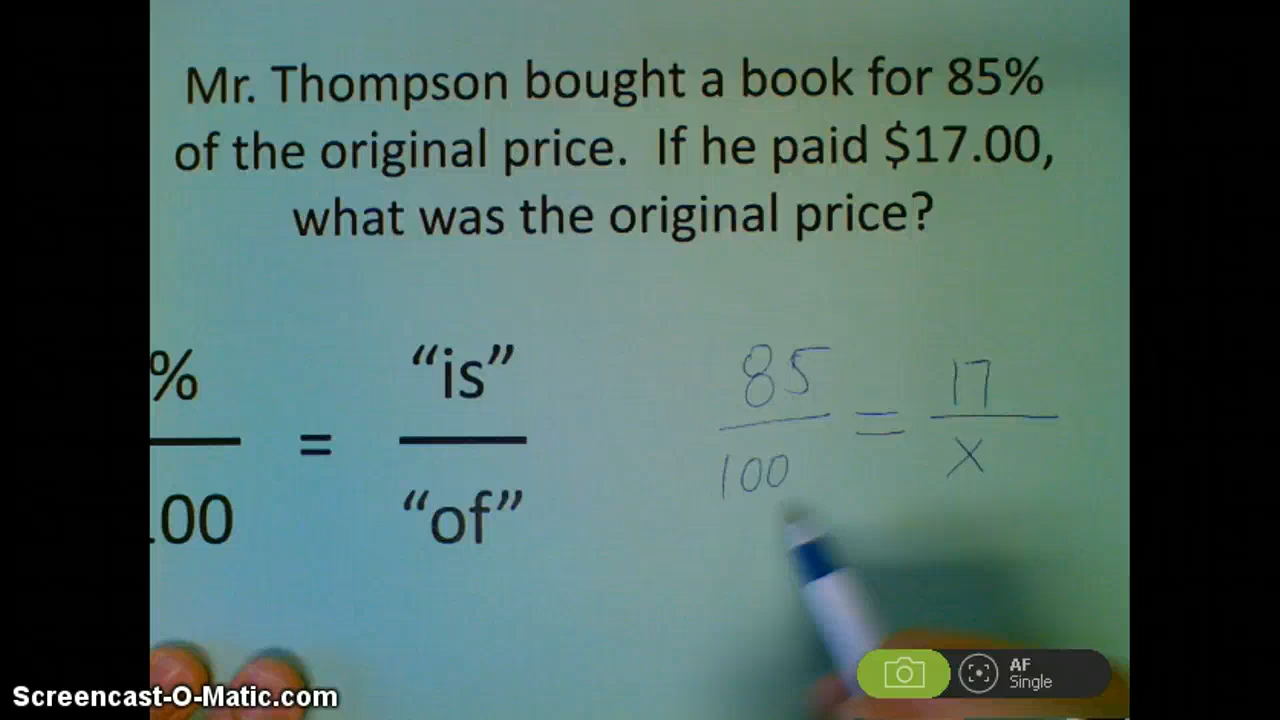 Mr. Thompson bought a book for 85%
of the original price.  If he paid $17.00,
what was the original price?
% = "is"
.00 "of"
85 = 17
100 x
Screencast-O-Matic.com
AF
Single